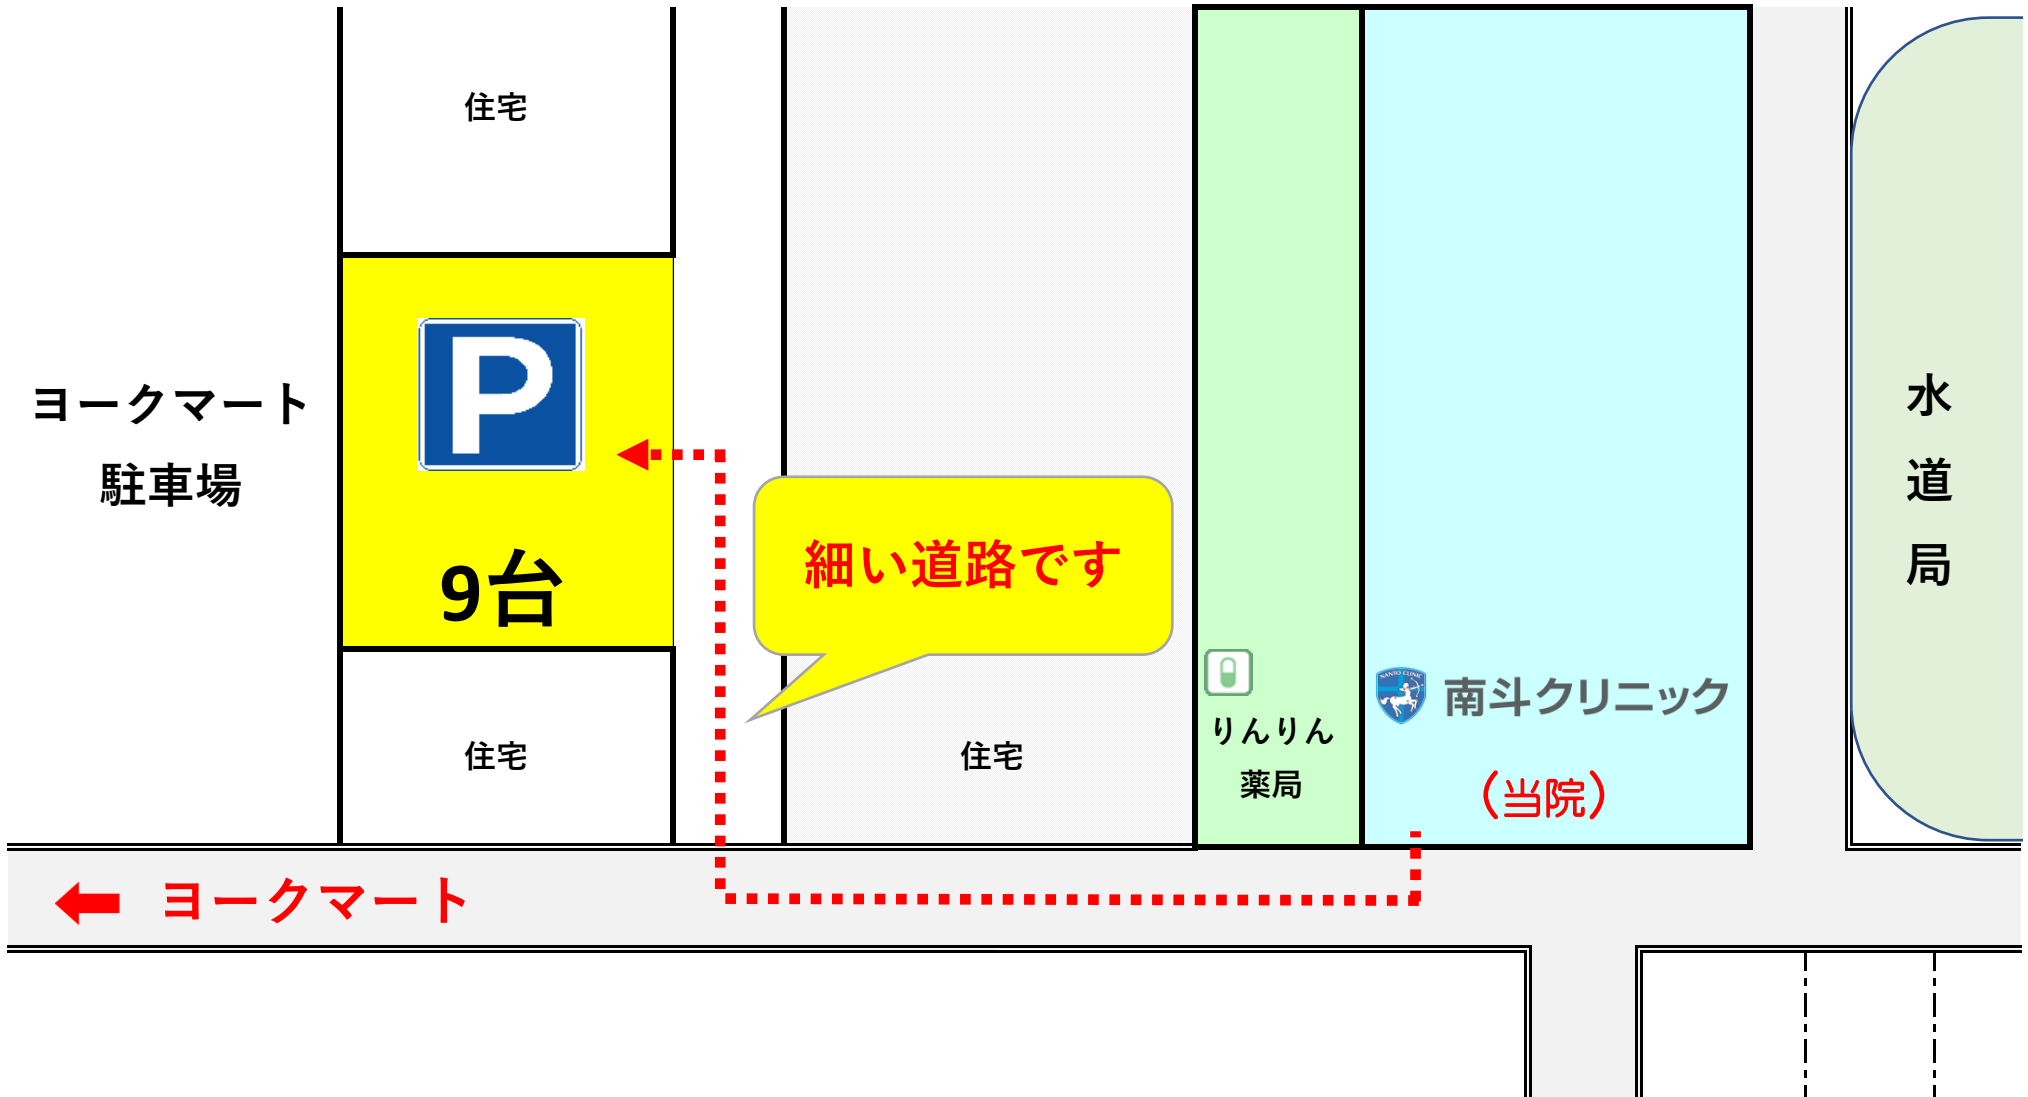 住宅
P
9台
ヨークマート
駐車場
住宅
細い道路です
住宅
りんりん
薬局
NANTO CLINIC
南斗クリニック
（当院）
水
道
局
ヨークマート